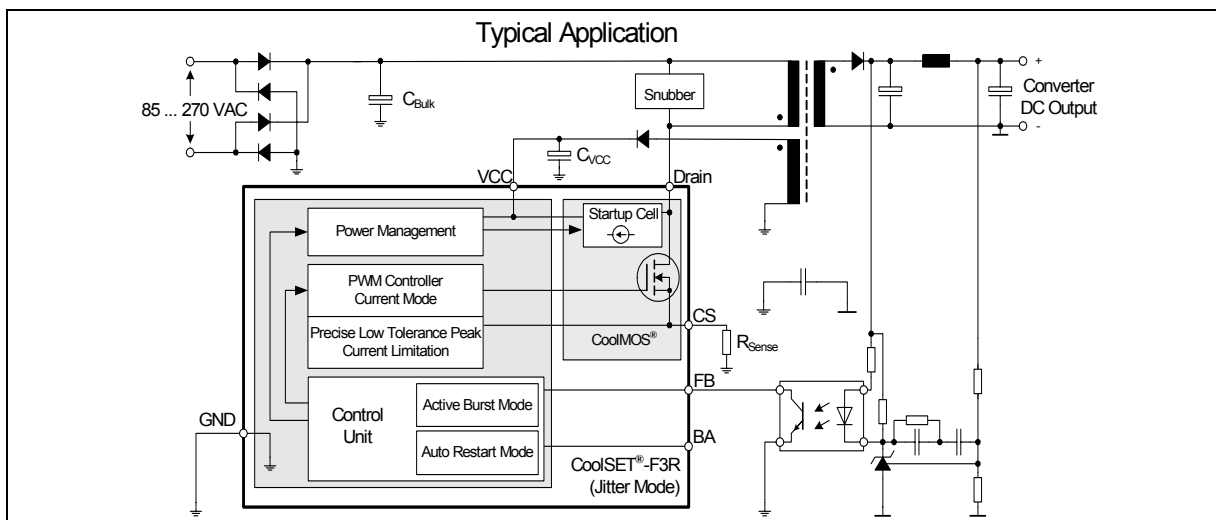 Typical Application
+
Converter
DC Output
-
85 ... 270 VAC
CBulk
Snubber
CVCC
VCC
Drain
Startup Cell
Power Management
PWM Controller
Current Mode
Precise Low Tolerance Peak
Current Limitation
CoolMOS®
CS
RSense
FB
Control
Unit
Active Burst Mode
GND
BA
Auto Restart Mode
CoolSET®-F3R
(Jitter Mode)